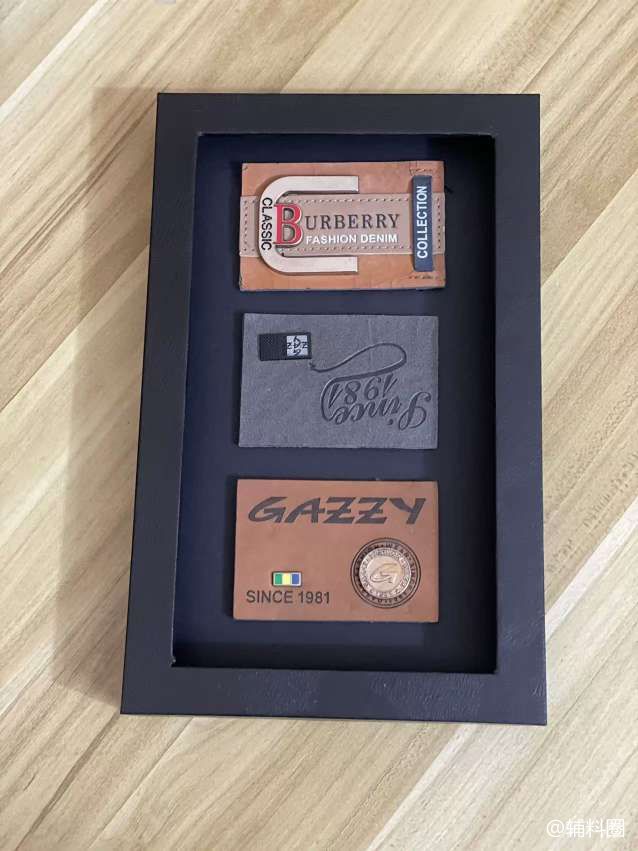 CLASSIC
BURBERRY
FASHION DENIM
COLLECTION
Since
1981
GAZZY
SINCE 1981
@辅料圈